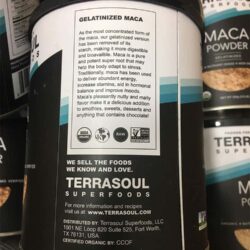 GELATINIZED MACA
As the most concentrated form of
the maca, our gelatinized version
has been removed of its
starch, making it more digestible
and bioavailable. Maca is a pure
and potent super root that may
help the body adapt to stress.
Traditionally, maca has been used
to deliver abundant energy,
increase stamina, aid in hormonal
balance and improve moods.
Maca's pleasantly nutty and malty
flavor make it a delicious addition
to smoothies, sweets, desserts and
anything that contains chocolate!
WE SELL THE FOODS
WE KNOW AND LOVE.
TERRASOUL
SUPERFOODS
For more information and recipes
visit us at:
WWW.TERRASOUL.COM
DISTRIBUTED BY: Terrasoul Superfoods, LLC
1901 NE Loop 820 Suite 525, Fort Worth,
TX 76131, USA
CERTIFIED ORGANIC BY: CCOF
MACA
POWDER
TERRASOUL
SUPERFOODS